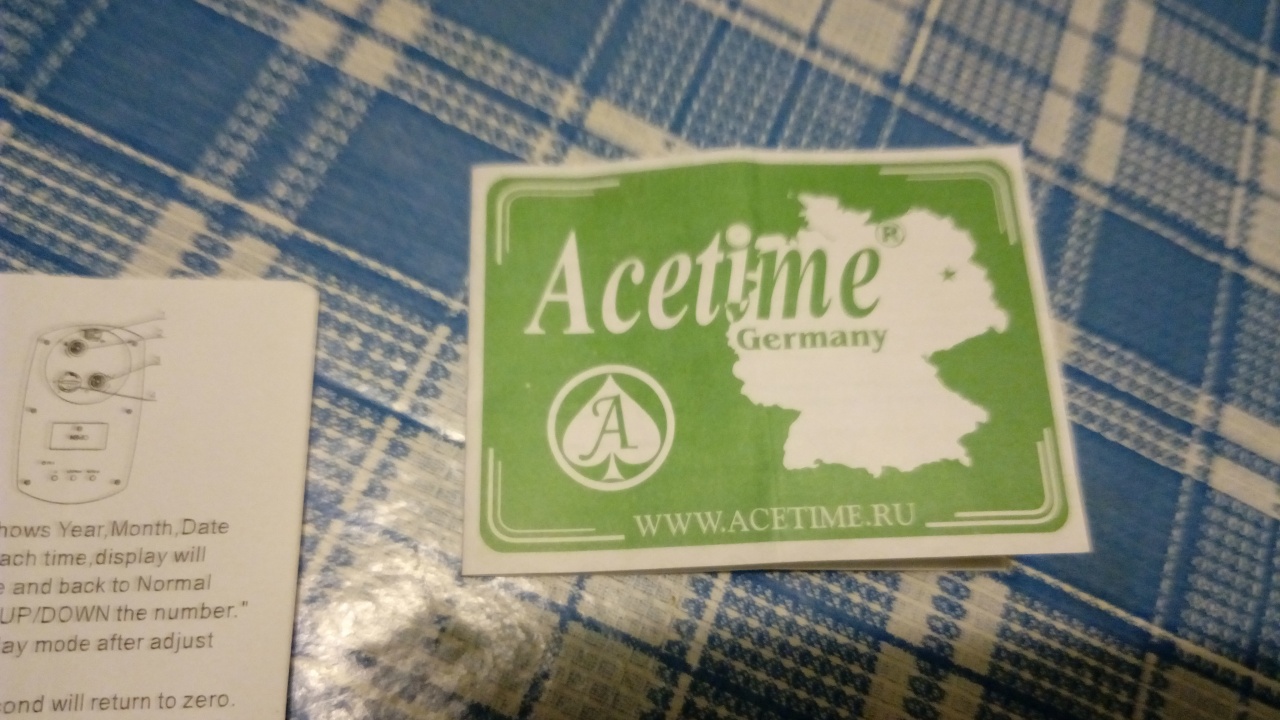 hows Year,Month,Date
ach time,display will
e and back to Normal
UP/DOWN the number."
ay mode after adjust
ond will return to zero.
Acetime®
Germany
A
WWW.ACETIME.RU